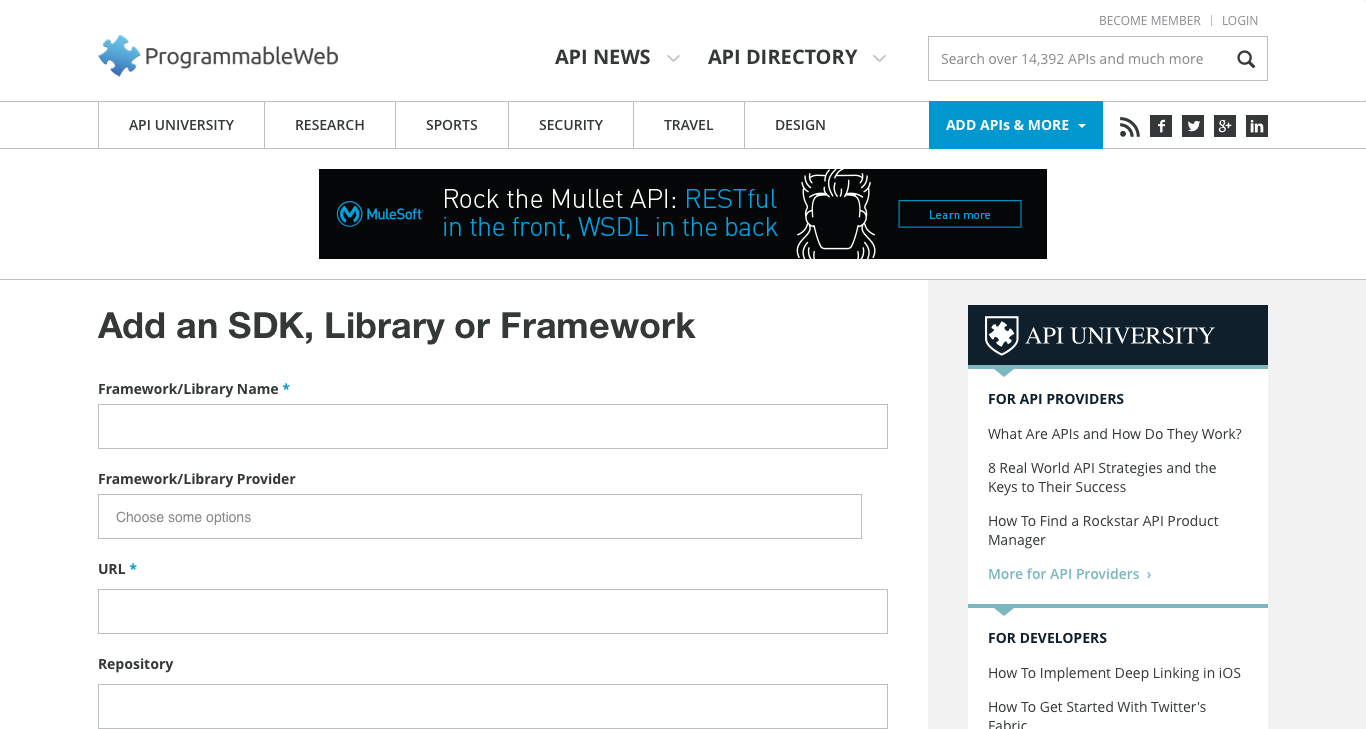 BECOME MEMBER | LOGIN
ProgrammableWeb
API NEWS
API DIRECTORY
Search over 14,392 APIs and much more
API UNIVERSITY
RESEARCH
SPORTS
SECURITY
TRAVEL
DESIGN
ADD APIs & MORE
MuleSoft
Rock the Mullet API: RESTful
in the front, WSDL in the back
Learn more
Add an SDK, Library or Framework
Framework/Library Name *
Framework/Library Provider
Choose some options
URL *
Repository
API UNIVERSITY
FOR API PROVIDERS
What Are APIs and How Do They Work?
8 Real World API Strategies and the
Keys to Their Success
How To Find a Rockstar API Product
Manager
More for API Providers ›
FOR DEVELOPERS
How To Implement Deep Linking in iOS
How To Get Started With Twitter's
Fabric